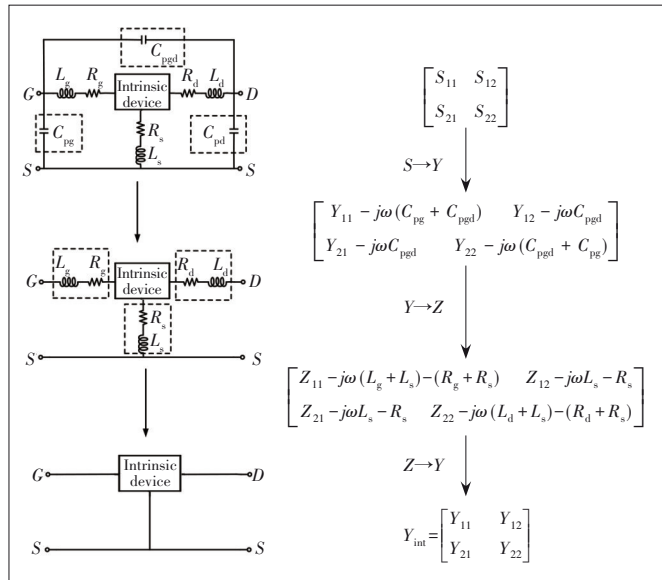 C_pgd
L_g R_g Intrinsic device R_d L_d
G D
C_pg R_s C_pd
L_s
S S
L_g R_g Intrinsic device R_d L_d
G D
R_s
L_s
S S
G Intrinsic device D
S S
[S_11 S_12
S_21 S_22]
S→Y
[Y_11 − jω(C_pg + C_pgd) Y_12 − jωC_pgd
Y_21 − jωC_pgd Y_22 − jω(C_pgd + C_pg)]
Y→Z
[Z_11 − jω(L_g + L_s) − (R_g + R_s) Z_12 − jωL_s − R_s
Z_21 − jωL_s − R_s Z_22 − jω(L_d + L_s) − (R_d + R_s)]
Z→Y
Y_int = [Y_11 Y_12
Y_21 Y_22]